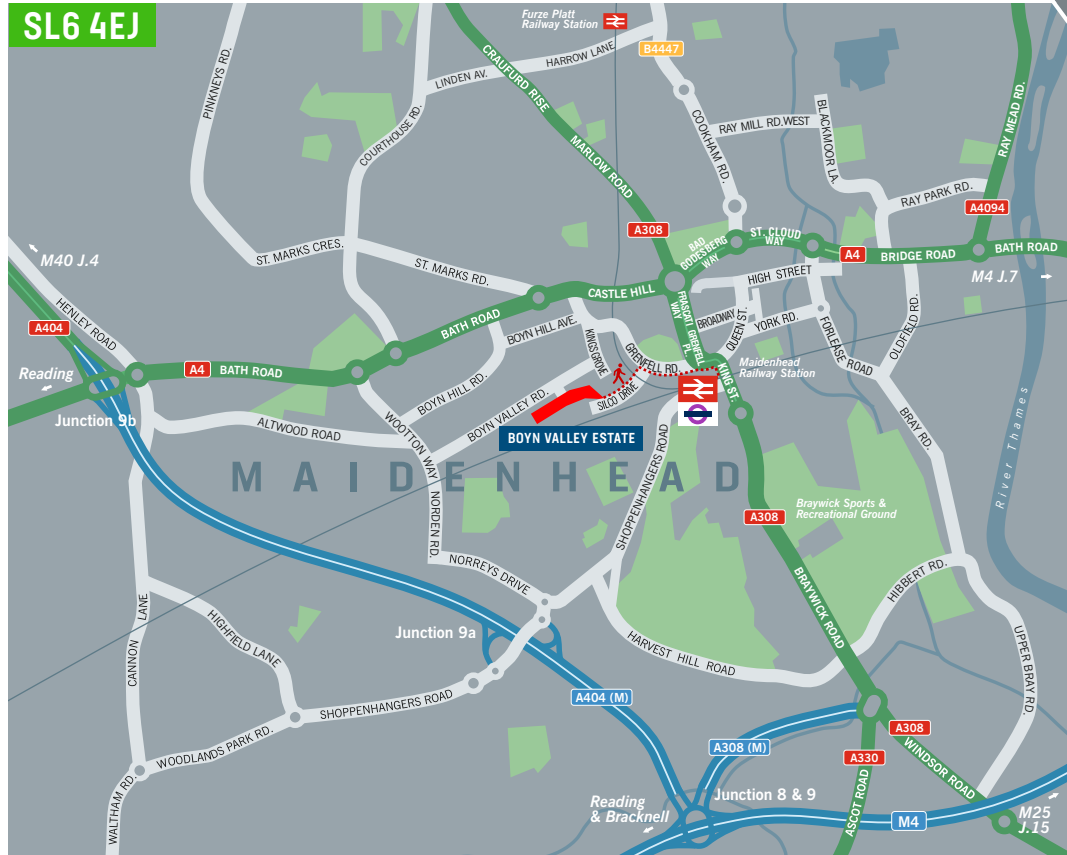 SL6 4EJ
Furze Platt
Railway Station
B4447
PINKNEYS RD.
LINDEN AV.
HARROW LANE
CRAUFURD RISE
COURTHOUSE RD.
MARLOW ROAD
COOKHAM RD.
RAY MILL RD.WEST
BLACKMOOR LA.
RAY MEAD RD.
RAY PARK RD.
A4094
A308
BAD
GODESBERG
WAY
ST. CLOUD
WAY
A4
BRIDGE ROAD
BATH ROAD
M4 J.7
ST. MARKS CRES.
ST. MARKS RD.
CASTLE HILL
HIGH STREET
M40 J.4
HENLEY ROAD
A404
BATH ROAD
BOYN HILL AVE.
KINGS GROVE
FRASCATI
WAY
GRENFELL
PL.
BROADWAY
QUEEN ST.
YORK RD.
FORLEASE ROAD
OLDFIELD RD.
Reading
A4
BATH ROAD
GRENFELL RD.
KING ST.
Maidenhead
Railway Station
BOYN HILL RD.
BOYN VALLEY RD.
SILCO DRIVE
Junction 9b
ALTWOOD ROAD
WOOTTON WAY
BOYN VALLEY ESTATE
SHOPPENHANGERS ROAD
BRAY RD.
River Thames
MAIDENHEAD
NORDEN RD.
A308
Braywick Sports &
Recreational Ground
NORREYS DRIVE
BRAYWICK ROAD
HIBBERT RD.
CANNON LANE
HIGHFIELD LANE
Junction 9a
HARVEST HILL ROAD
UPPER BRAY RD.
A404 (M)
SHOPPENHANGERS ROAD
A308 (M)
A308
WOODLANDS PARK RD.
A330
WINDSOR ROAD
WALTHAM RD.
Reading
& Bracknell
Junction 8 & 9
ASCOT ROAD
M4
M25
J.15